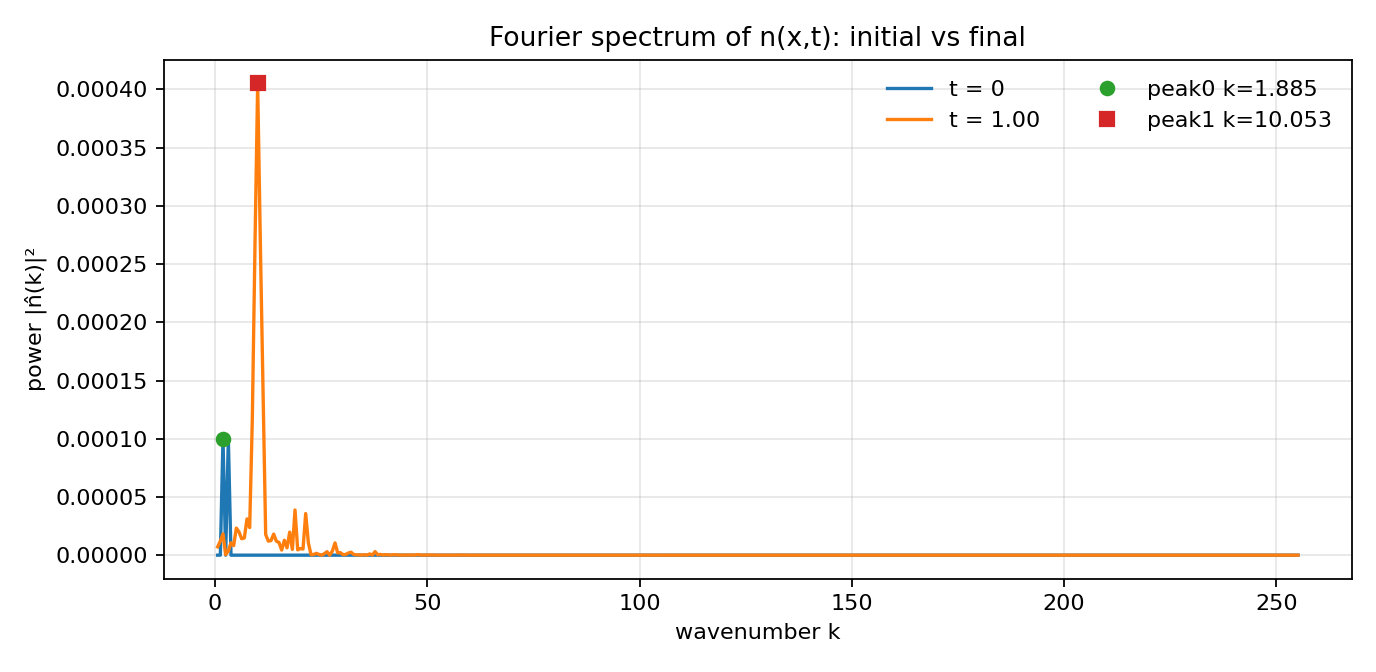 Fourier spectrum of n(x,t): initial vs final
t = 0
t = 1.00
peak0 k=1.885
peak1 k=10.053
power |n̂(k)|²
0.00040
0.00035
0.00030
0.00025
0.00020
0.00015
0.00010
0.00005
0.00000
0
50
100
150
200
250
wavenumber k